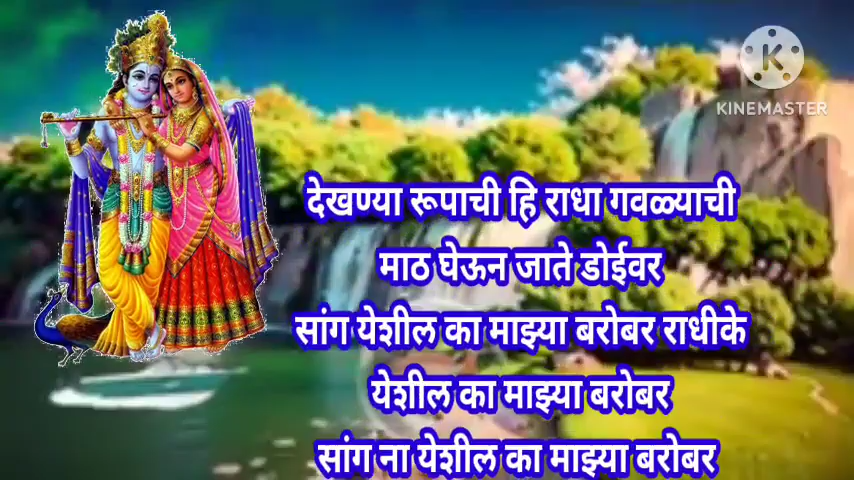 KINEMASTER
देखण्या रूपाची हि राधा गवळ्याची
माठ घेऊन जाते डोईवर
सांग येशील का माझ्या बरोबर राधीके
येशील का माझ्या बरोबर
सांग ना येशील का माझ्या बरोबर